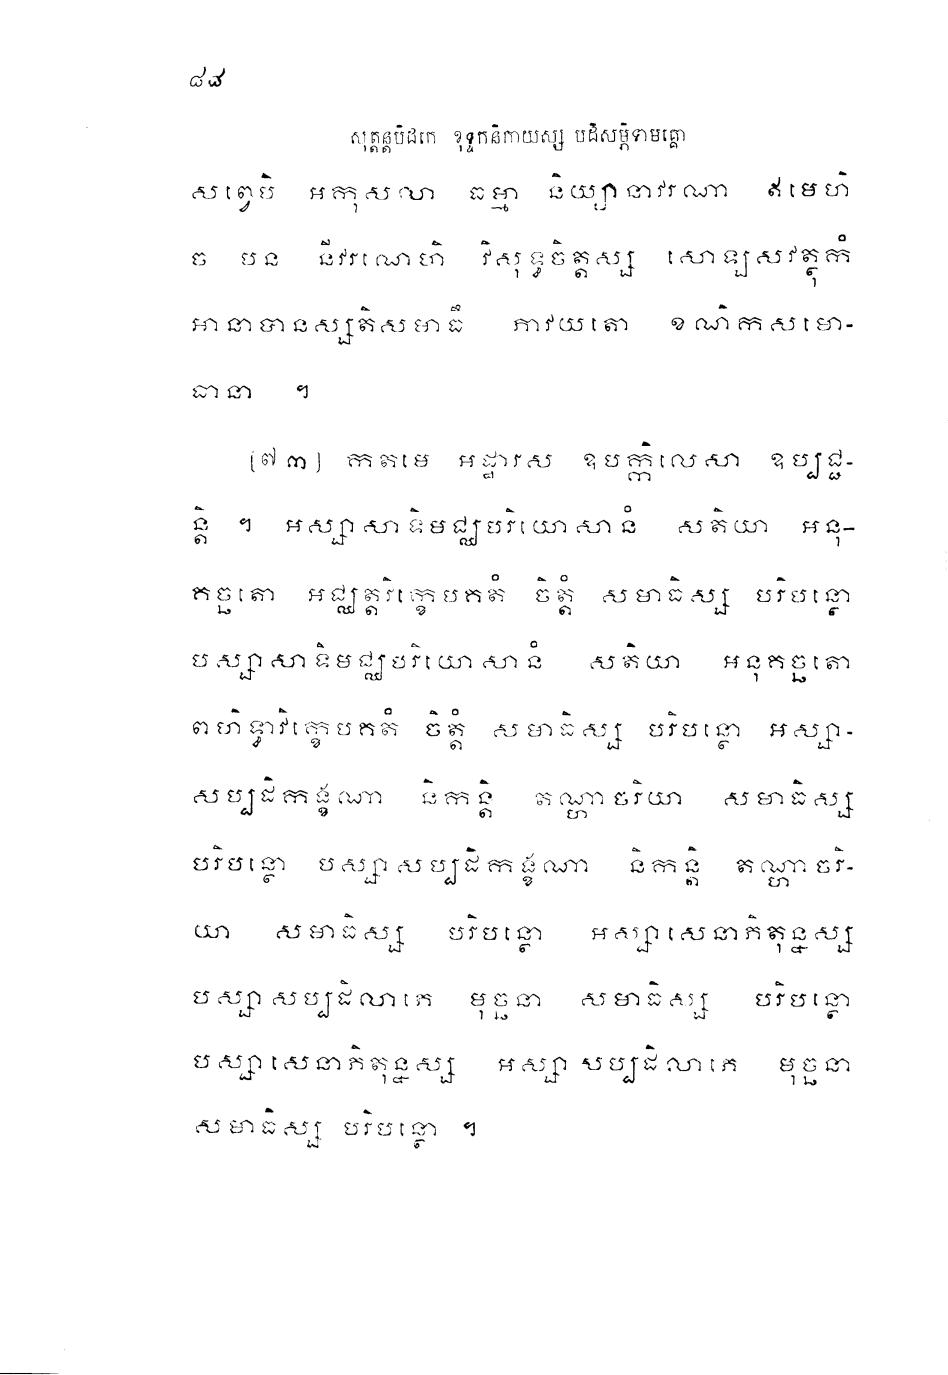 ៨៨
សុត្តន្តបិដកេ ខុទ្ទកនិកាយស្ស បដិសម្ភិទាមគ្គោ
សព្វេបិ អកុសលា ធម្មា និយ្យានាវរណា ឥមេហិ
ច បន នីវរណេហិ វិសុទ្ធចិត្តស្ស សោឡសវត្ថុកំ
អានាបានស្សតិសមាធឹ ភាវយតោ ខណិកសមោ-
ធានា ។
(៧៣) កតមេ អដ្ឋារស ឧបក្កិលេសា ឧប្បជ្ជ-
ន្តិ ។ អស្សាសាទិមជ្ឈបរិយោសានំ សតិយា អនុ-
គច្ឆតោ អជ្ឈត្តវិក្ខេបគតំ ចិត្តំ សមាធិស្ស បរិបន្ថោ
បស្សាសាទិមជ្ឈបរិយោសានំ សតិយា អនុគច្ឆតោ
ពហិទ្ធាវិក្ខេបគតំ ចិត្តំ សមាធិស្ស បរិបន្ថោ អស្សា-
សប្បដិកង្ខណា និកន្តិ តណ្ហាចរិយា សមាធិស្ស
បរិបន្ថោ បស្សាសប្បដិកង្ខណា និកន្តិ តណ្ហាចរិ-
យា សមាធិស្ស បរិបន្ថោ អស្សាសេនាភិតុន្នស្ស
បស្សាសប្បដិលាភេ មុច្ឆនា សមាធិស្ស បរិបន្ថោ
បស្សាសេនាភិតុន្នស្ស អស្សាសប្បដិលាភេ មុច្ឆនា
សមាធិស្ស បរិបន្ថោ ។